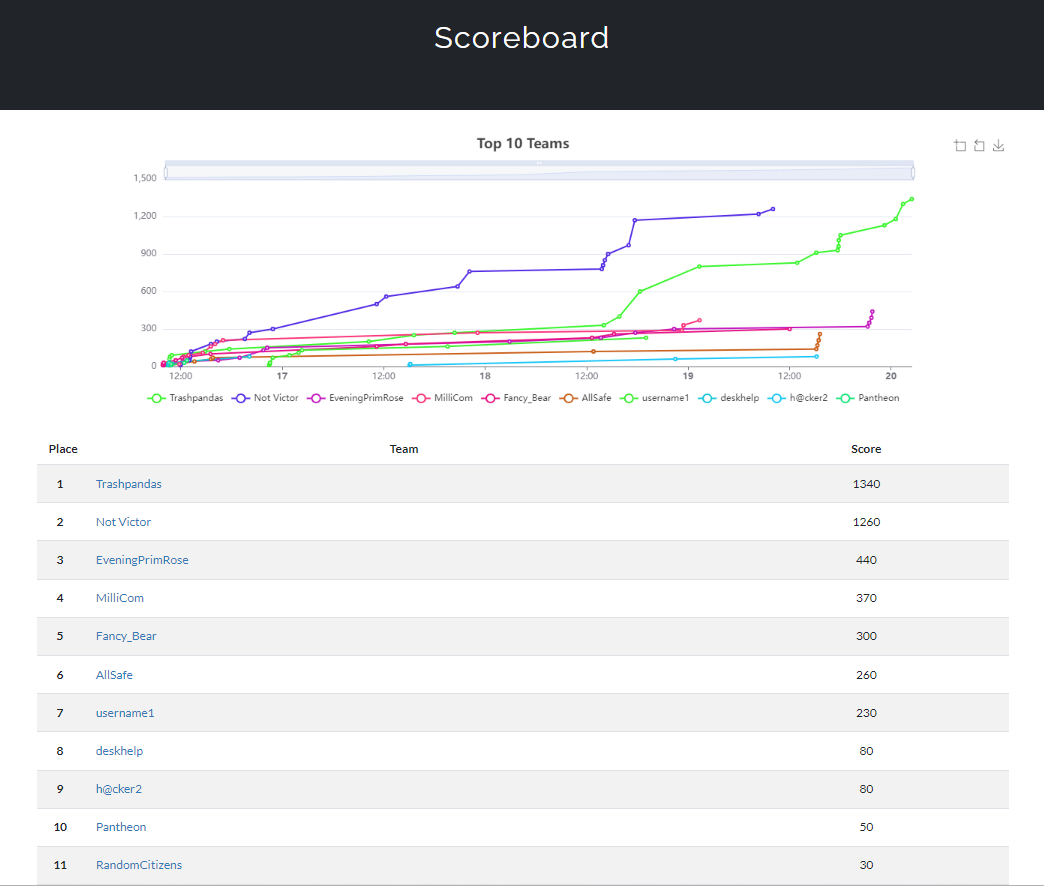 Scoreboard
Top 10 Teams
1,500
1,200
900
600
300
0
12:00 17 12:00 18 12:00 19 12:00 20
Trashpandas Not Victor EveningPrimRose MilliCom Fancy_Bear AllSafe username1 deskhelp h@cker2 Pantheon
Place Team Score
1 Trashpandas 1340
2 Not Victor 1260
3 EveningPrimRose 440
4 MilliCom 370
5 Fancy_Bear 300
6 AllSafe 260
7 username1 230
8 deskhelp 80
9 h@cker2 80
10 Pantheon 50
11 RandomCitizens 30